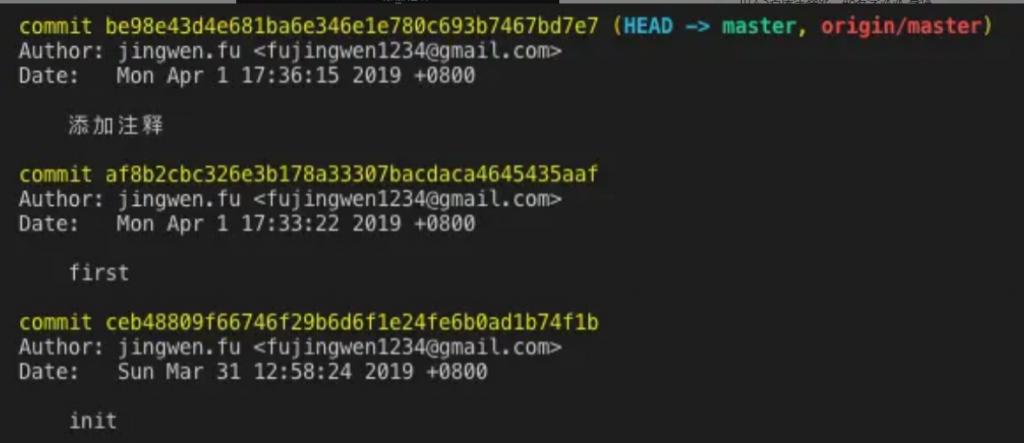 commit be98e43d4e681ba6e346e1e780c693b7467bd7e7 (HEAD -> master, origin/master)
Author: jingwen.fu <fujingwen1234@gmail.com>
Date:   Mon Apr 1 17:36:15 2019 +0800
添加注释
commit af8b2cbc326e3b178a33307bacdaca4645435aaf
Author: jingwen.fu <fujingwen1234@gmail.com>
Date:   Mon Apr 1 17:33:22 2019 +0800
first
commit ceb48809f66746f29b6d6f1e24fe6b0ad1b74f1b
Author: jingwen.fu <fujingwen1234@gmail.com>
Date:   Sun Mar 31 12:58:24 2019 +0800
init